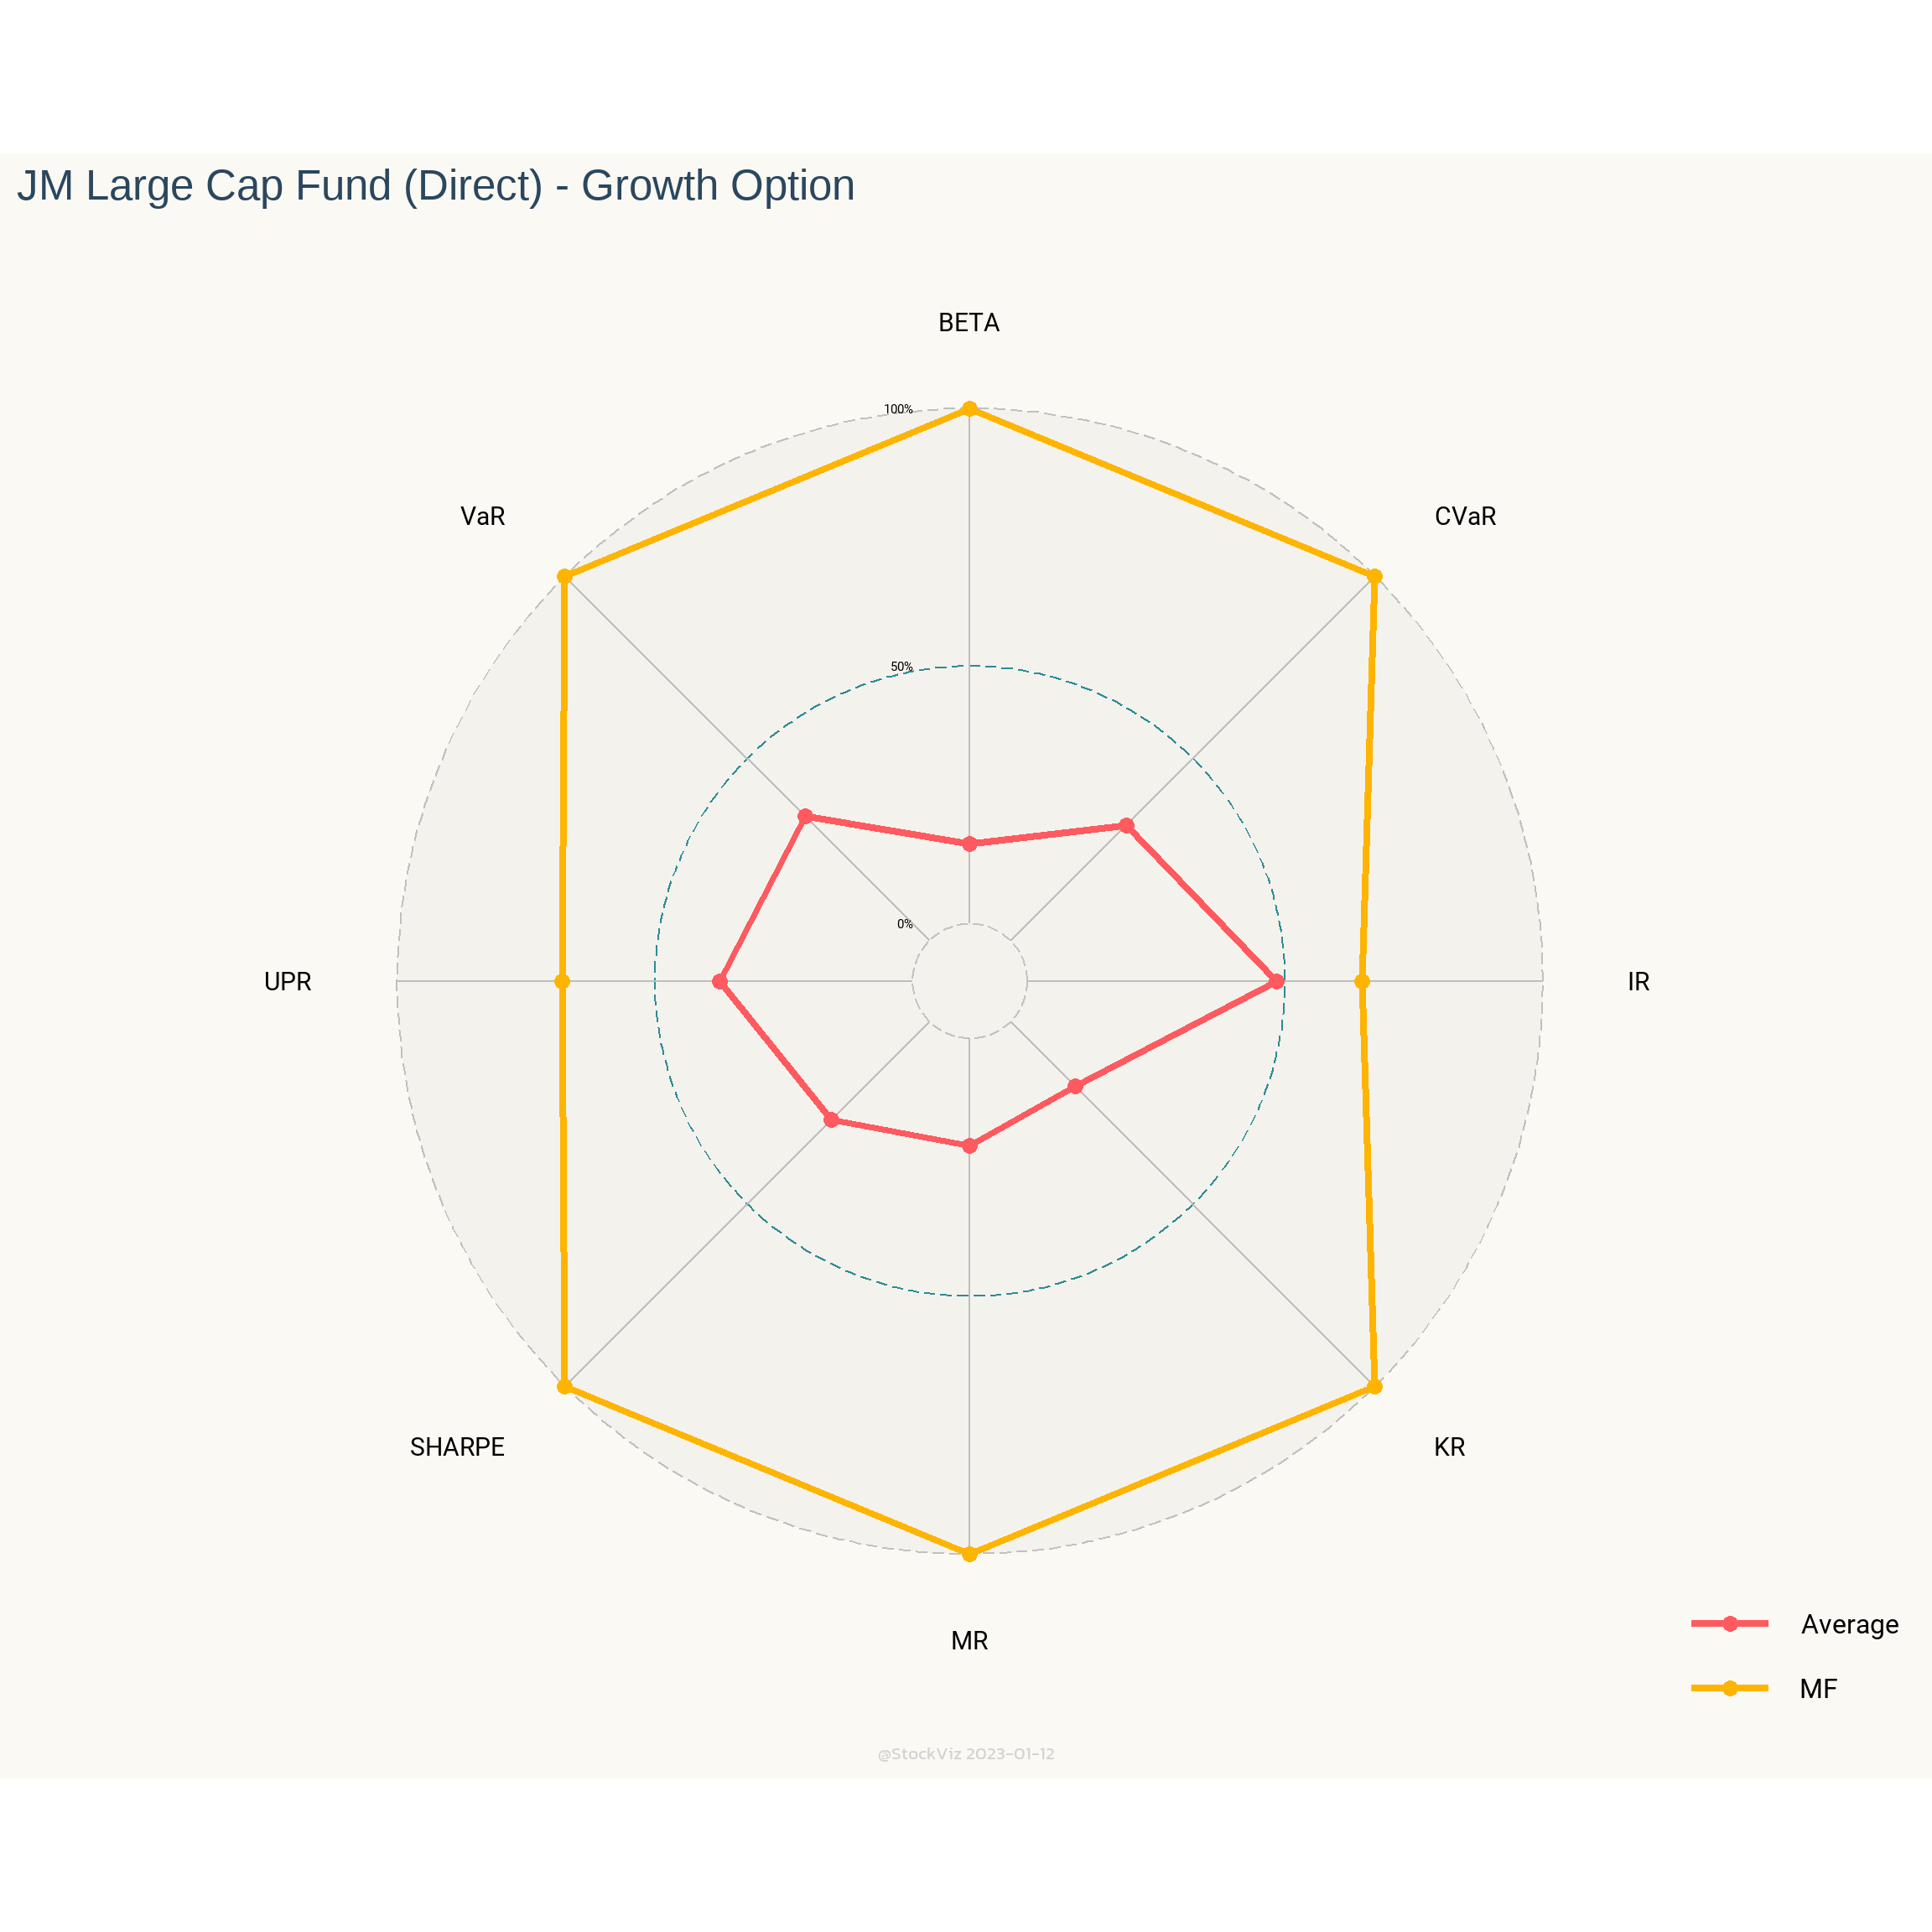 JM Large Cap Fund (Direct) - Growth Option
BETA
100%
VaR
CVaR
50%
0%
UPR
IR
SHARPE
KR
MR
Average
MF
@StockViz 2023-01-12